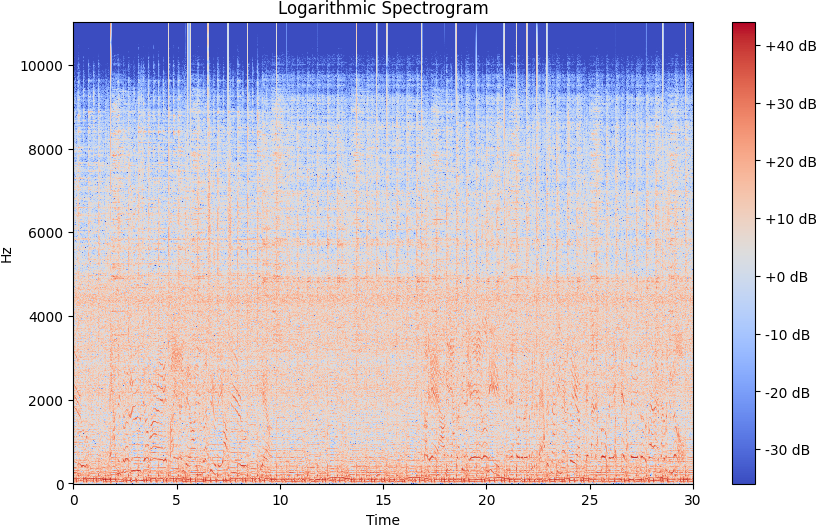 Logarithmic Spectrogram
Hz
10000
8000
6000
4000
2000
0
0 5 10 15 20 25 30
Time
+40 dB
+30 dB
+20 dB
+10 dB
+0 dB
-10 dB
-20 dB
-30 dB